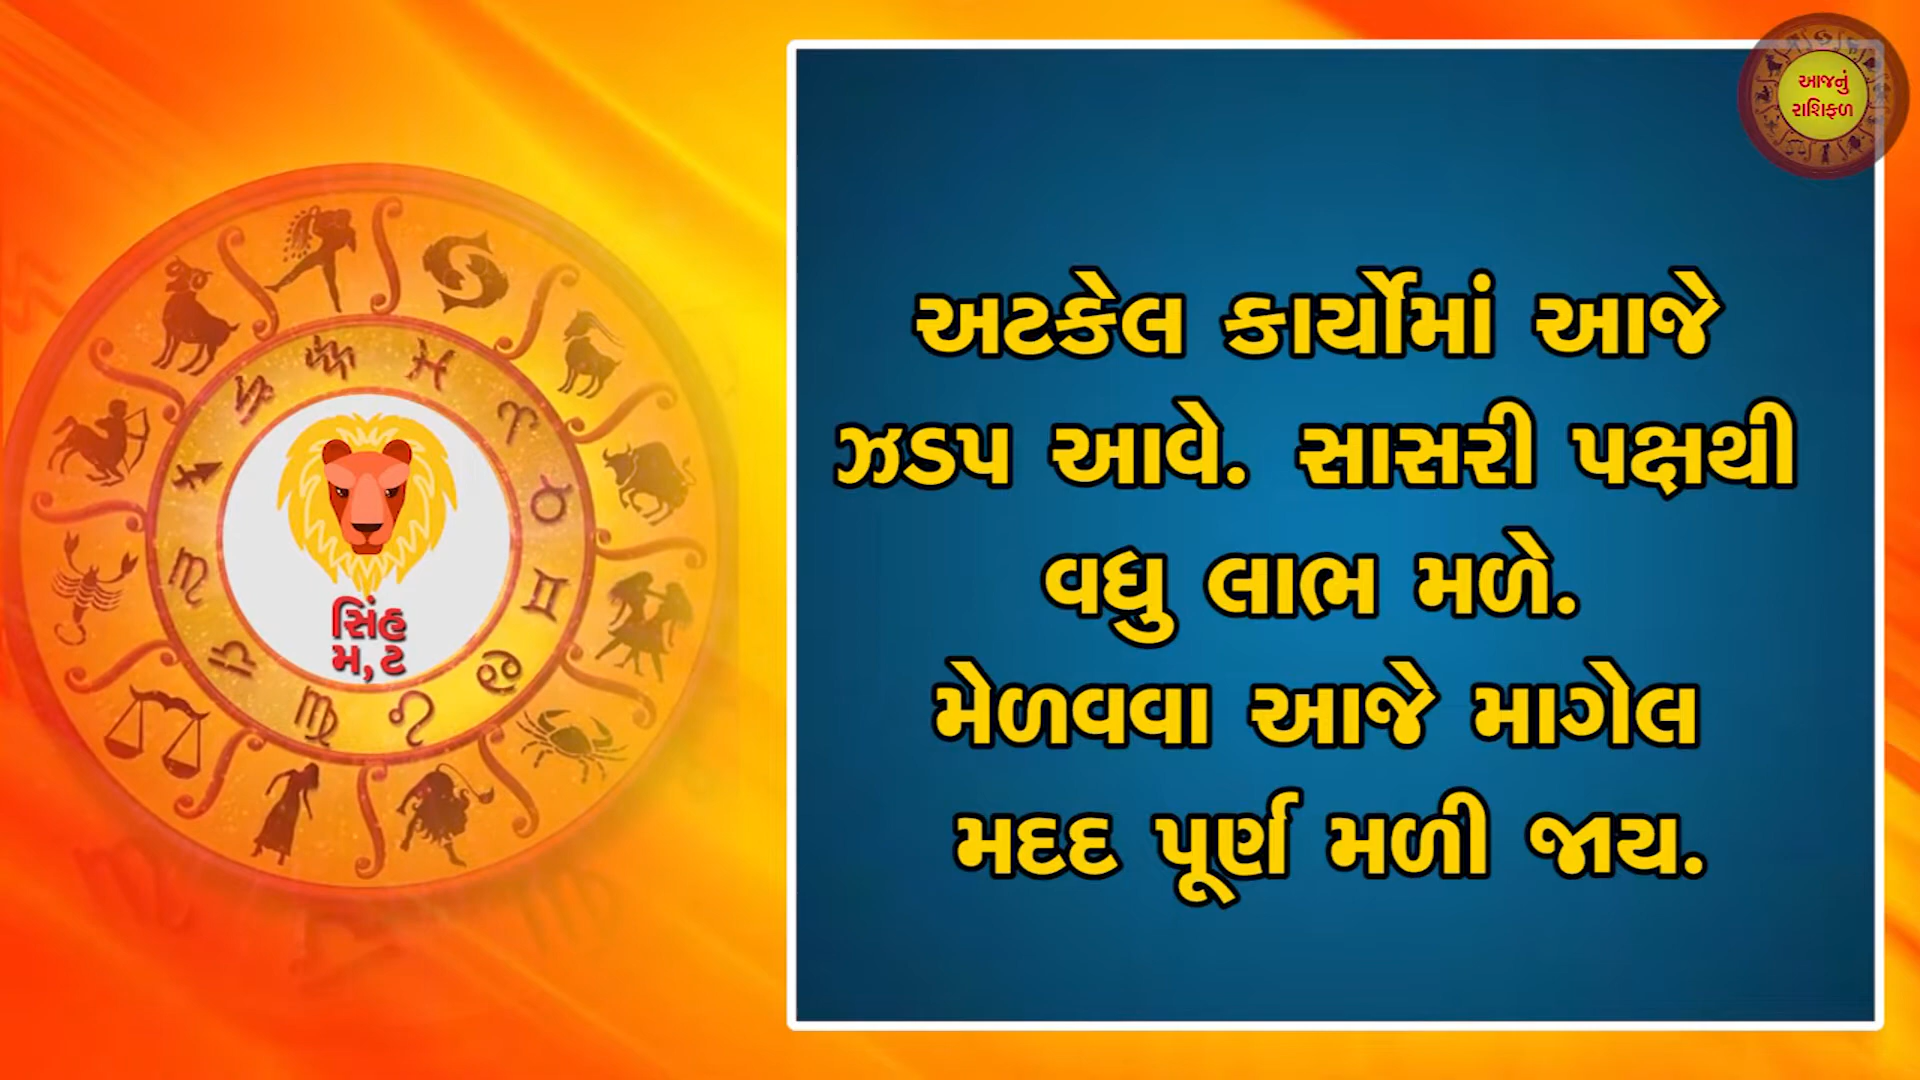 આજનું
રાશિફળ
અટકેલ કાર્યોમાં આજે
ઝડપ આવે. સાસરી પક્ષથી
વધુ લાભ મળે.
મેળવવા આજે માગેલ
મદદ પૂર્ણ મળી જાય.
સિંહ
મ, ટ